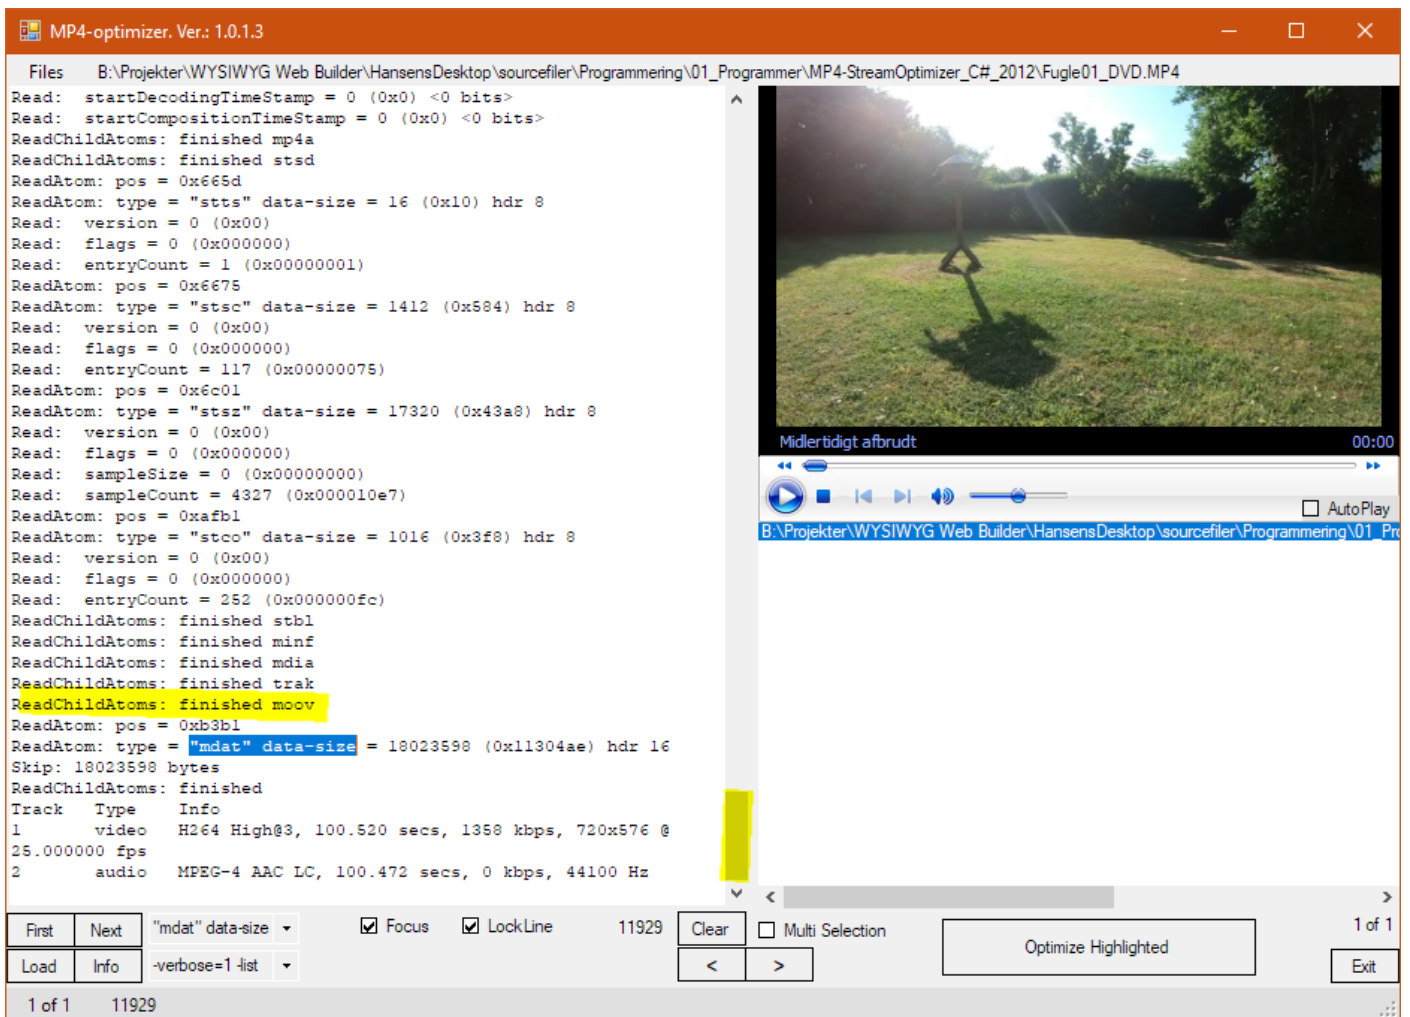 MP4-optimizer. Ver.: 1.0.1.3
Files B:\Projekter\WYSIWYG Web Builder\HansensDesktop\sourcefiler\Programmering\01_Programmer\MP4-StreamOptimizer_C#_2012\Fugle01_DVD.MP4
Read:  startDecodingTimeStamp = 0 (0x0) <0 bits>
Read:  startCompositionTimeStamp = 0 (0x0) <0 bits>
ReadChildAtoms: finished mp4a
ReadChildAtoms: finished stsd
ReadAtom: pos = 0x665d
ReadAtom: type = "stts" data-size = 16 (0x10) hdr 8
Read:  version = 0 (0x00)
Read:  flags = 0 (0x000000)
Read:  entryCount = 1 (0x00000001)
ReadAtom: pos = 0x6675
ReadAtom: type = "stsc" data-size = 1412 (0x584) hdr 8
Read:  version = 0 (0x00)
Read:  flags = 0 (0x000000)
Read:  entryCount = 117 (0x00000075)
ReadAtom: pos = 0x6c01
ReadAtom: type = "stsz" data-size = 17320 (0x43a8) hdr 8
Read:  version = 0 (0x00)
Read:  flags = 0 (0x000000)
Read:  sampleSize = 0 (0x00000000)
Read:  sampleCount = 4327 (0x000010e7)
ReadAtom: pos = 0xafb1
ReadAtom: type = "stco" data-size = 1016 (0x3f8) hdr 8
Read:  version = 0 (0x00)
Read:  flags = 0 (0x000000)
Read:  entryCount = 252 (0x000000fc)
ReadChildAtoms: finished stbl
ReadChildAtoms: finished minf
ReadChildAtoms: finished mdia
ReadChildAtoms: finished trak
ReadChildAtoms: finished moov
ReadAtom: pos = 0xb3b1
ReadAtom: type = "mdat" data-size = 18023598 (0x11304ae) hdr 16
Skip: 18023598 bytes
ReadChildAtoms: finished
Track   Type    Info
1       video   H264 High@3, 100.520 secs, 1358 kbps, 720x576 @
25.000000 fps
2       audio   MPEG-4 AAC LC, 100.472 secs, 0 kbps, 44100 Hz
Midlertidigt afbrudt 00:00
AutoPlay
B:\Projekter\WYSIWYG Web Builder\HansensDesktop\sourcefiler\Programmering\01_Pro
First Next "mdat" data-size Focus LockLine 11929 Clear Multi Selection 1 of 1
Load Info -verbose=1 -list < > Optimize Highlighted Exit
1 of 1 11929